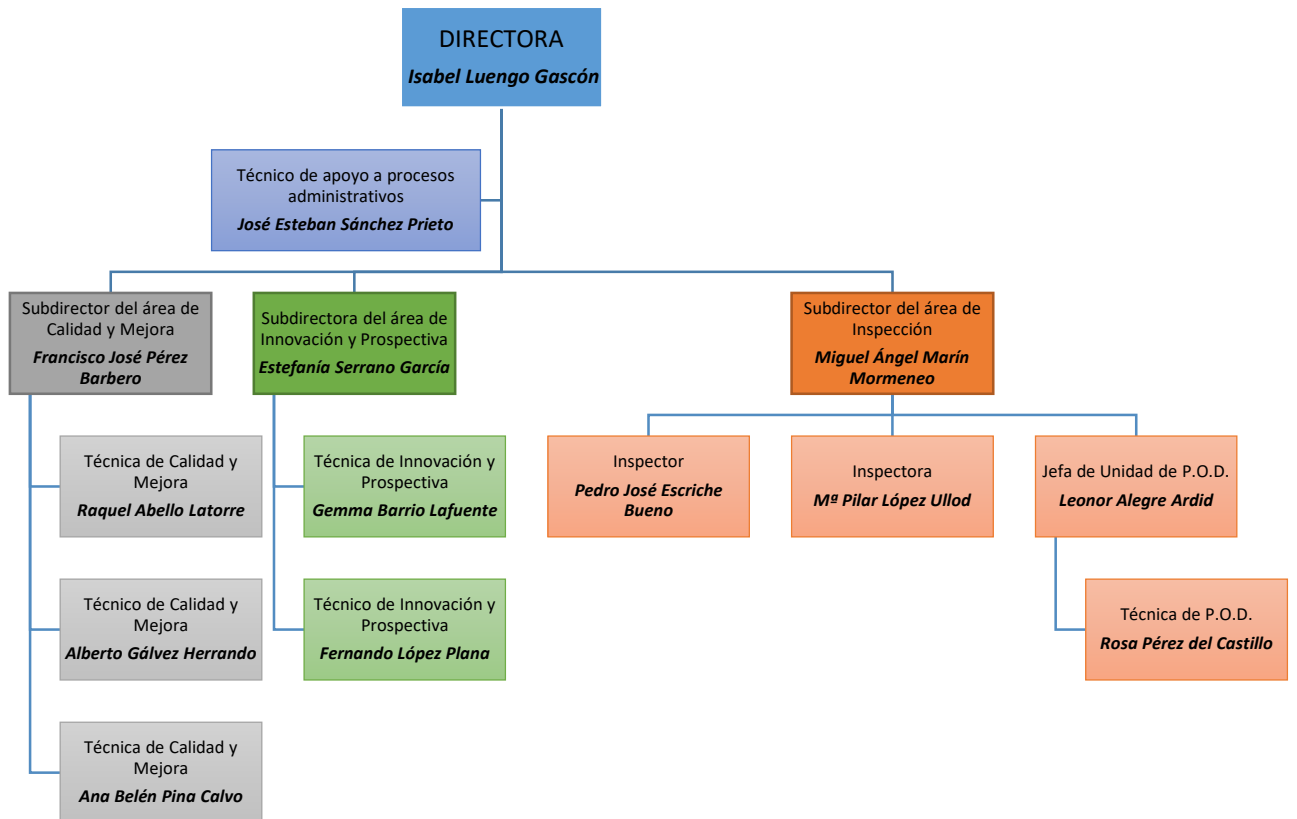 DIRECTORA
Isabel Luengo Gascón
Técnico de apoyo a procesos
administrativos
José Esteban Sánchez Prieto
Subdirector del área de
Calidad y Mejora
Francisco José Pérez
Barbero
Subdirectora del área de
Innovación y Prospectiva
Estefanía Serrano García
Subdirector del área de
Inspección
Miguel Ángel Marín
Mormeneo
Técnica de Calidad y
Mejora
Raquel Abello Latorre
Técnica de Innovación y
Prospectiva
Gemma Barrio Lafuente
Inspector
Pedro José Escriche
Bueno
Inspectora
Mª Pilar López Ullod
Jefa de Unidad de P.O.D.
Leonor Alegre Ardid
Técnico de Calidad y
Mejora
Alberto Gálvez Herrando
Técnico de Innovación y
Prospectiva
Fernando López Plana
Técnica de P.O.D.
Rosa Pérez del Castillo
Técnica de Calidad y
Mejora
Ana Belén Pina Calvo